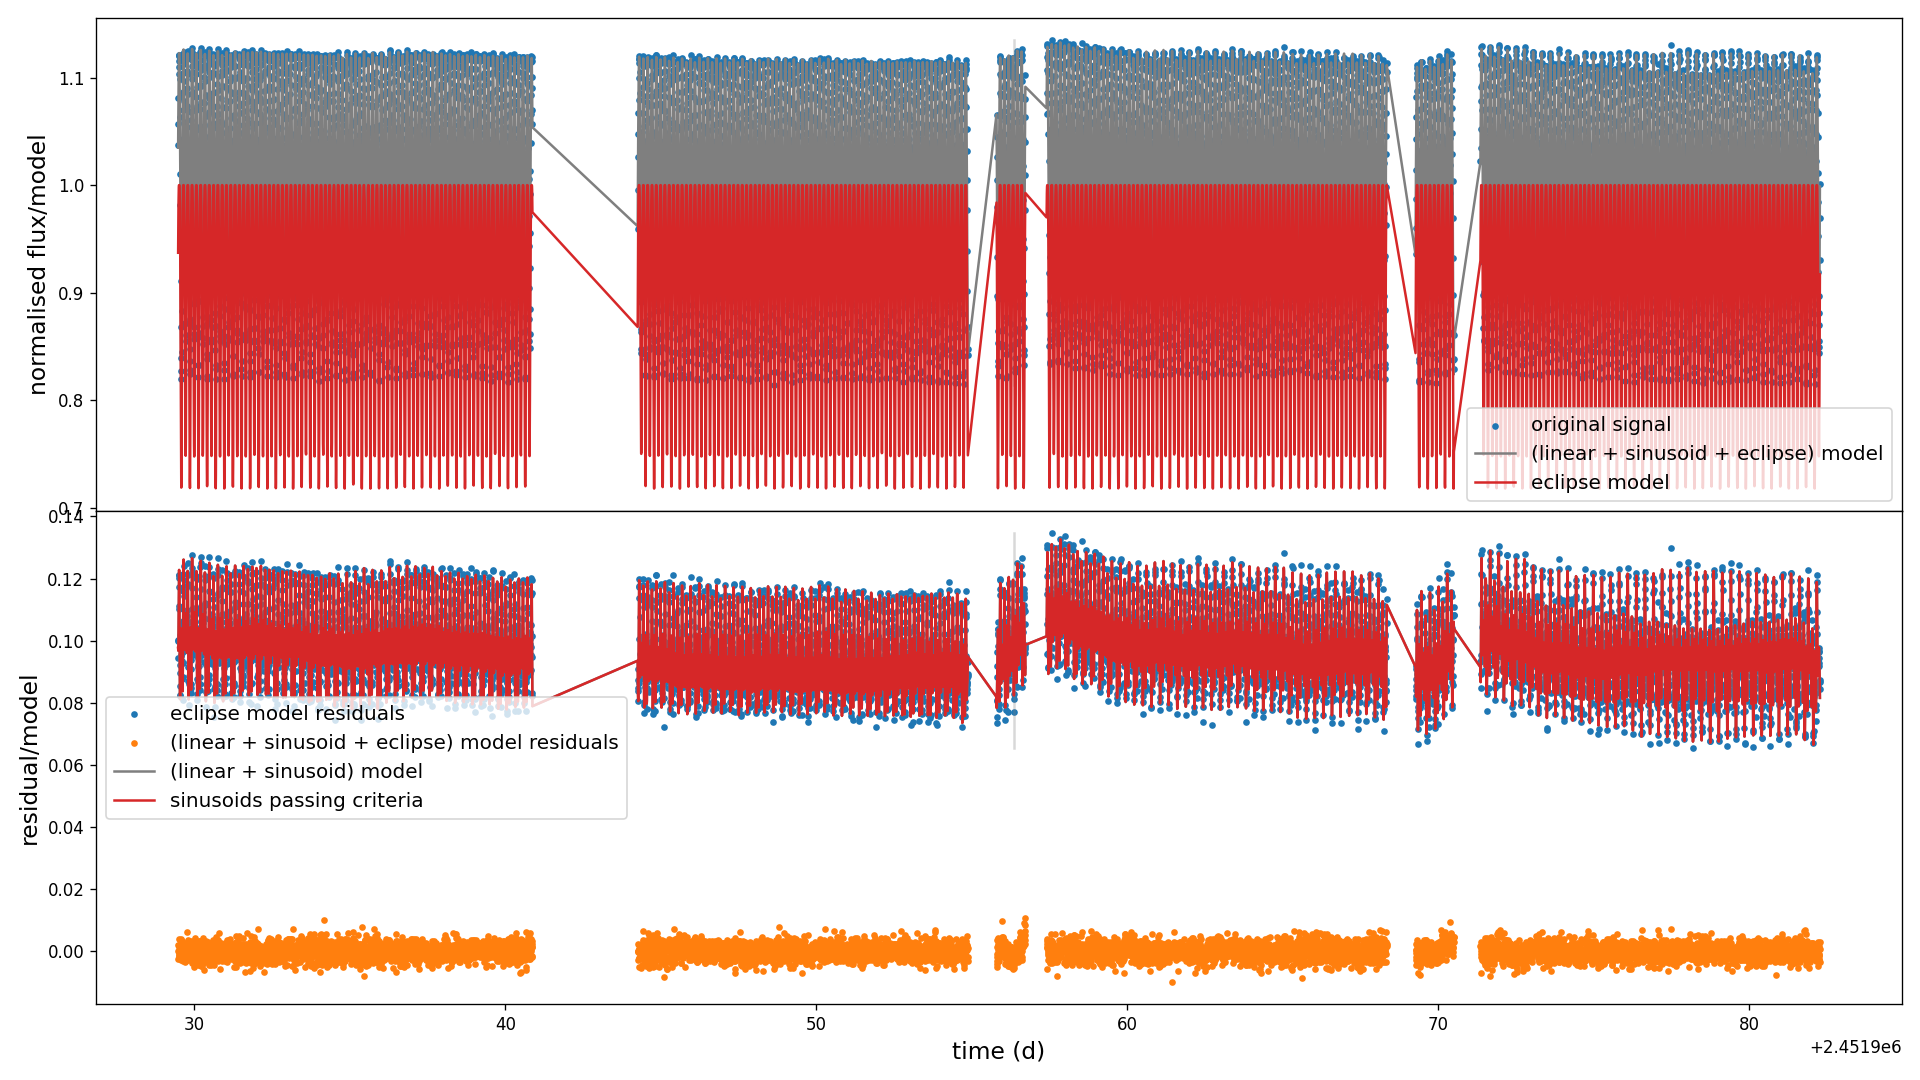 normalised flux/model
1.1
1.0
0.9
0.8
0.7
original signal
(linear + sinusoid + eclipse) model
eclipse model
residual/model
0.14
0.12
0.10
0.08
0.06
0.04
0.02
0.00
eclipse model residuals
(linear + sinusoid + eclipse) model residuals
(linear + sinusoid) model
sinusoids passing criteria
30 40 50 60 70 80
time (d)
+2.4519e6